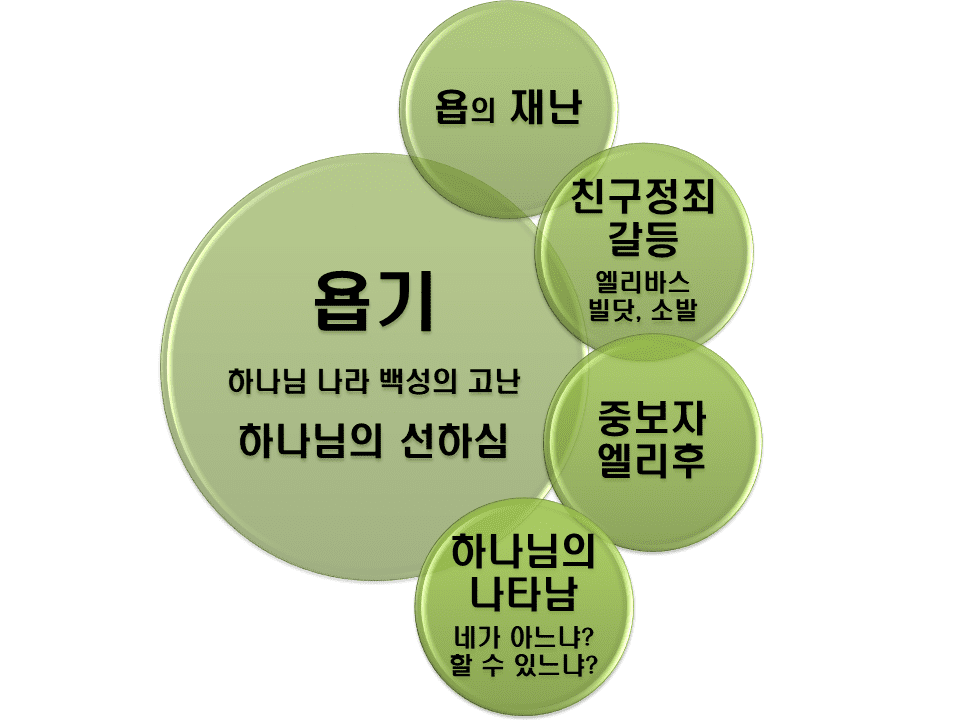 욥의 재난
친구정죄
갈등
엘리바스
빌닷, 소발
욥기
하나님 나라 백성의 고난
하나님의 선하심
중보자
엘리후
하나님의
나타남
네가 아느냐?
할 수 있느냐?